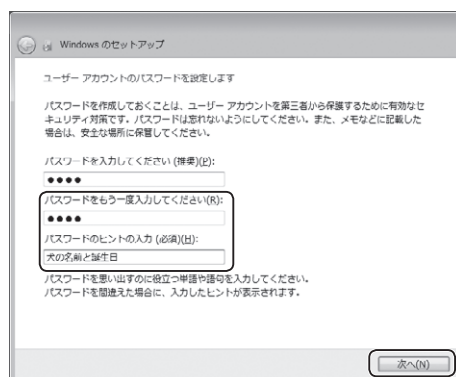 Windows のセットアップ
ユーザー アカウントのパスワードを設定します
パスワードを作成しておくことは、ユーザー アカウントを第三者から保護するために有効なセ
キュリティ対策です。パスワードは忘れないようにしてください。また、メモなどに記載した
場合は、安全な場所に保管してください。
パスワードを入力してください (推奨)(P):
●●●●
パスワードをもう一度入力してください(R):
●●●●
パスワードのヒントの入力 (必須)(H):
犬の名前と誕生日
パスワードを思い出すのに役立つ単語や語句を入力してください。
パスワードを間違えた場合に、入力したヒントが表示されます。
次へ(N)